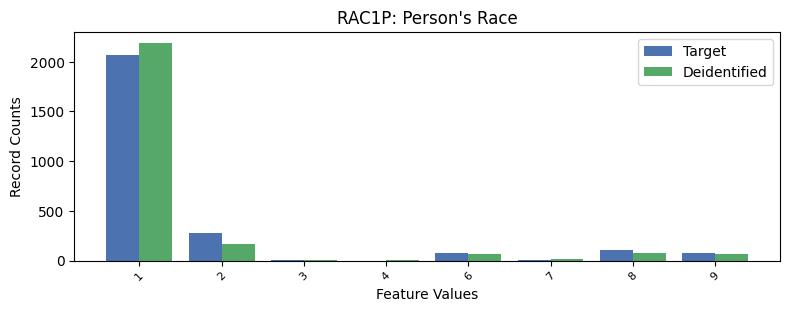 RAC1P: Person's Race
Target
Deidentified
Record Counts
2000
1500
1000
500
0
1 2 3 4 6 7 8 9
Feature Values